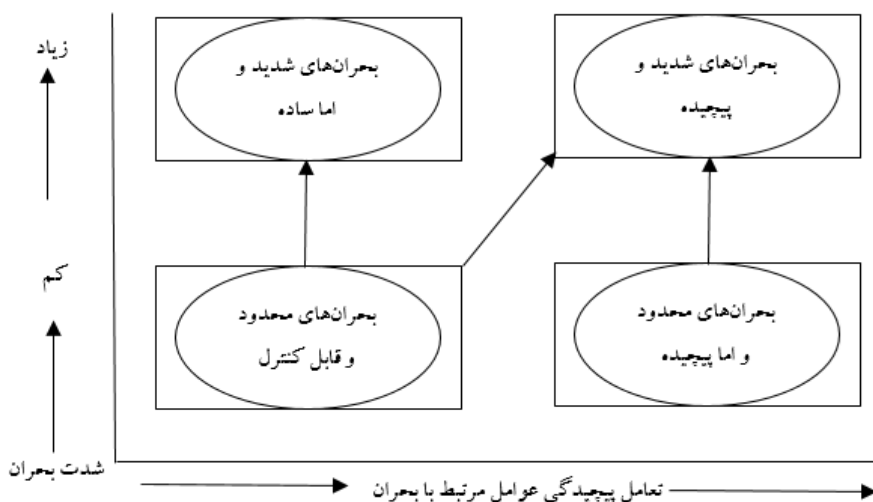 زیاد
بحران‌های شدید و
اما ساده
بحران‌های شدید و
پیچیده
کم
بحران‌های محدود
و قابل کنترل
بحران‌های محدود
و اما پیچیده
شدت بحران
تعامل پیچیدگی عوامل مرتبط با بحران